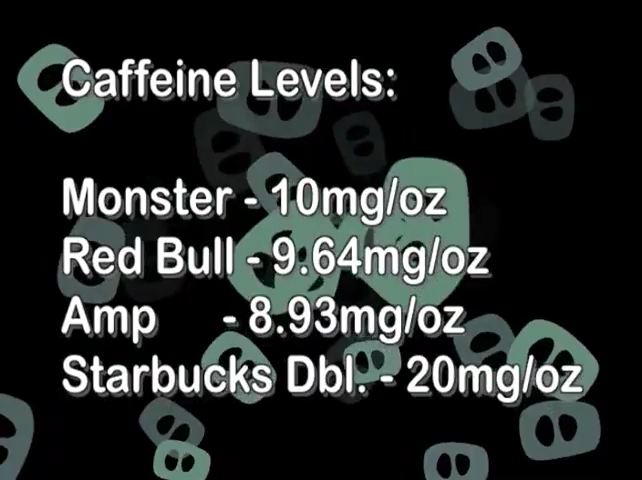 Caffeine Levels:
Monster - 10mg/oz
Red Bull - 9.64mg/oz
Amp - 8.93mg/oz
Starbucks Dbl. - 20mg/oz